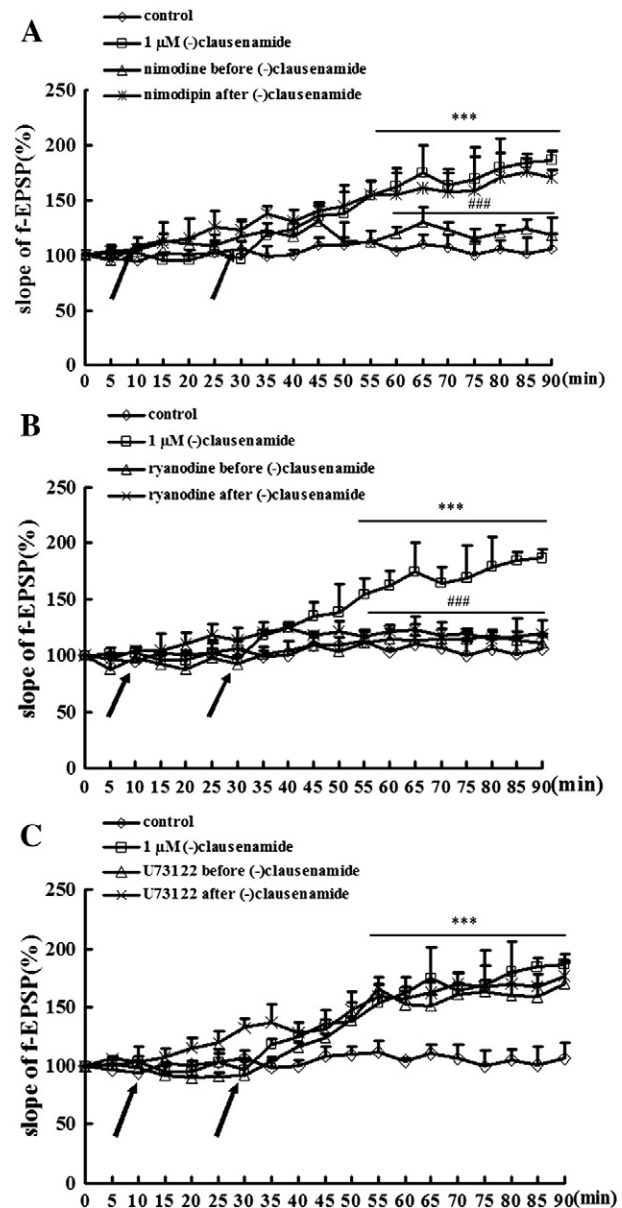 A
control
1 µM (-)clausenamide
nimodine before (-)clausenamide
nimodipin after (-)clausenamide
slope of f-EPSP(%)
250
200
150
100
50
0
***
###
0 5 10 15 20 25 30 35 40 45 50 55 60 65 70 75 80 85 90(min)
B
control
1 µM (-)clausenamide
ryanodine before (-)clausenamide
ryanodine after (-)clausenamide
slope of f-EPSP(%)
250
200
150
100
50
0
***
###
0 5 10 15 20 25 30 35 40 45 50 55 60 65 70 75 80 85 90(min)
C
control
1 µM (-)clausenamide
U73122 before (-)clausenamide
U73122 after (-)clausenamide
slope of f-EPSP(%)
250
200
150
100
50
0
***
0 5 10 15 20 25 30 35 40 45 50 55 60 65 70 75 80 85 90(min)